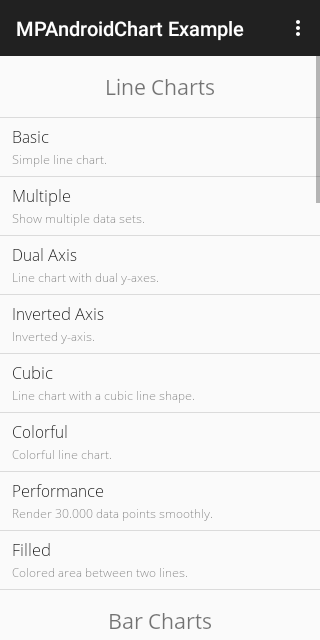 MPAndroidChart Example
Line Charts
Basic
Simple line chart.
Multiple
Show multiple data sets.
Dual Axis
Line chart with dual y-axes.
Inverted Axis
Inverted y-axis.
Cubic
Line chart with a cubic line shape.
Colorful
Colorful line chart.
Performance
Render 30.000 data points smoothly.
Filled
Colored area between two lines.
Bar Charts